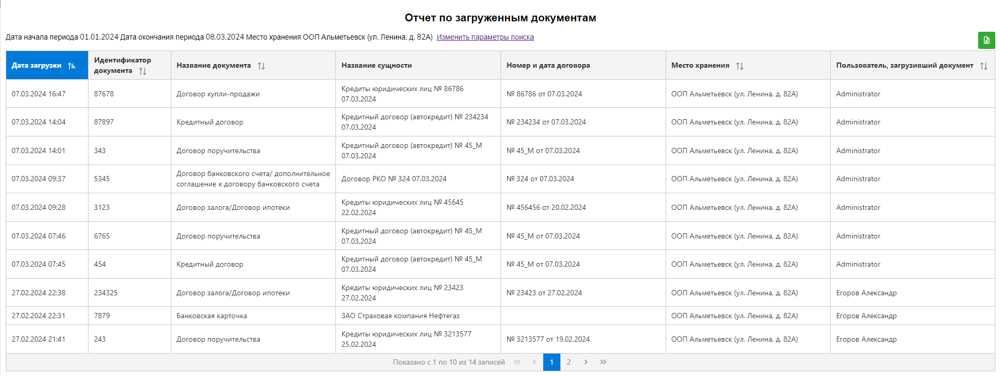 Отчет по загруженным документам
Дата начала периода 01.01.2024 Дата окончания периода 08.03.2024 Место хранения ООП Альметьевск (ул. Ленина, д. 82А) Изменить параметры поиска
Дата загрузки
Идентификатор
документа
Название документа
Название сущности
Номер и дата договора
Место хранения
Пользователь, загрузивший документ
07.03.2024 16:47
87678
Договор купли-продажи
Кредиты юридических лиц № 86786
07.03.2024
№ 86786 от 07.03.2024
ООП Альметьевск (ул. Ленина, д. 82А)
Administrator
07.03.2024 14:04
87897
Кредитный договор
Кредитный договор (автокредит) № 234234
07.03.2024
№ 234234 от 07.03.2024
ООП Альметьевск (ул. Ленина, д. 82А)
Administrator
07.03.2024 14:01
343
Договор поручительства
Кредитный договор (автокредит) № 45_М
07.03.2024
№ 45_М от 07.03.2024
ООП Альметьевск (ул. Ленина, д. 82А)
Administrator
07.03.2024 09:37
5345
Договор банковского счета/ дополнительное
соглашение к договору банковского счета
Договор РКО № 324 07.03.2024
№ 324 от 07.03.2024
ООП Альметьевск (ул. Ленина, д. 82А)
Administrator
07.03.2024 09:28
3123
Договор залога/Договор ипотеки
Кредиты юридических лиц № 45645
22.02.2024
№ 456456 от 20.02.2024
ООП Альметьевск (ул. Ленина, д. 82А)
Administrator
07.03.2024 07:46
6765
Договор поручительства
Кредитный договор (автокредит) № 45_М
07.03.2024
№ 45_М от 07.03.2024
ООП Альметьевск (ул. Ленина, д. 82А)
Administrator
07.03.2024 07:45
454
Кредитный договор
Кредитный договор (автокредит) № 45_М
07.03.2024
№ 45_М от 07.03.2024
ООП Альметьевск (ул. Ленина, д. 82А)
Administrator
27.02.2024 22:38
234325
Договор залога/Договор ипотеки
Кредиты юридических лиц № 23423
27.02.2024
№ 23423 от 27.02.2024
ООП Альметьевск (ул. Ленина, д. 82А)
Егоров Александр
27.02.2024 22:31
7879
Банковская карточка
ЗАО Страховая компания Нефтегаз
ООП Альметьевск (ул. Ленина, д. 82А)
Егоров Александр
27.02.2024 21:41
243
Договор поручительства
Кредиты юридических лиц № 3213577
25.02.2024
№ 3213577 от 19.02.2024
ООП Альметьевск (ул. Ленина, д. 82А)
Егоров Александр
Показано с 1 по 10 из 14 записей « ‹ 1 2 › »